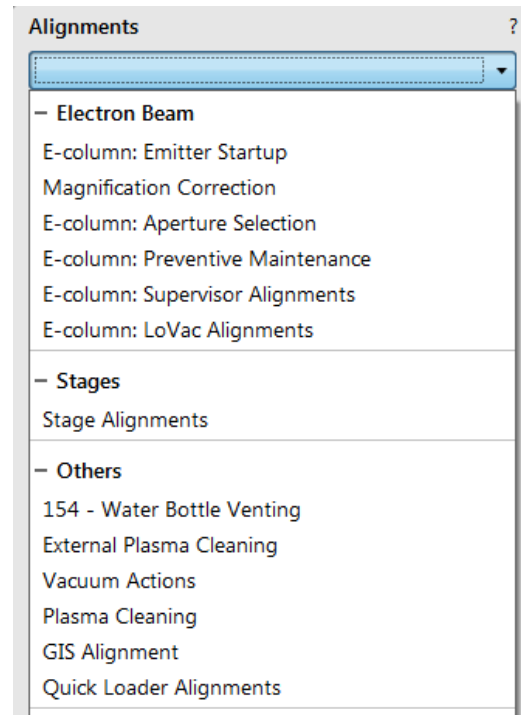 Alignments ?
– Electron Beam
E-column: Emitter Startup
Magnification Correction
E-column: Aperture Selection
E-column: Preventive Maintenance
E-column: Supervisor Alignments
E-column: LoVac Alignments
– Stages
Stage Alignments
– Others
154 - Water Bottle Venting
External Plasma Cleaning
Vacuum Actions
Plasma Cleaning
GIS Alignment
Quick Loader Alignments